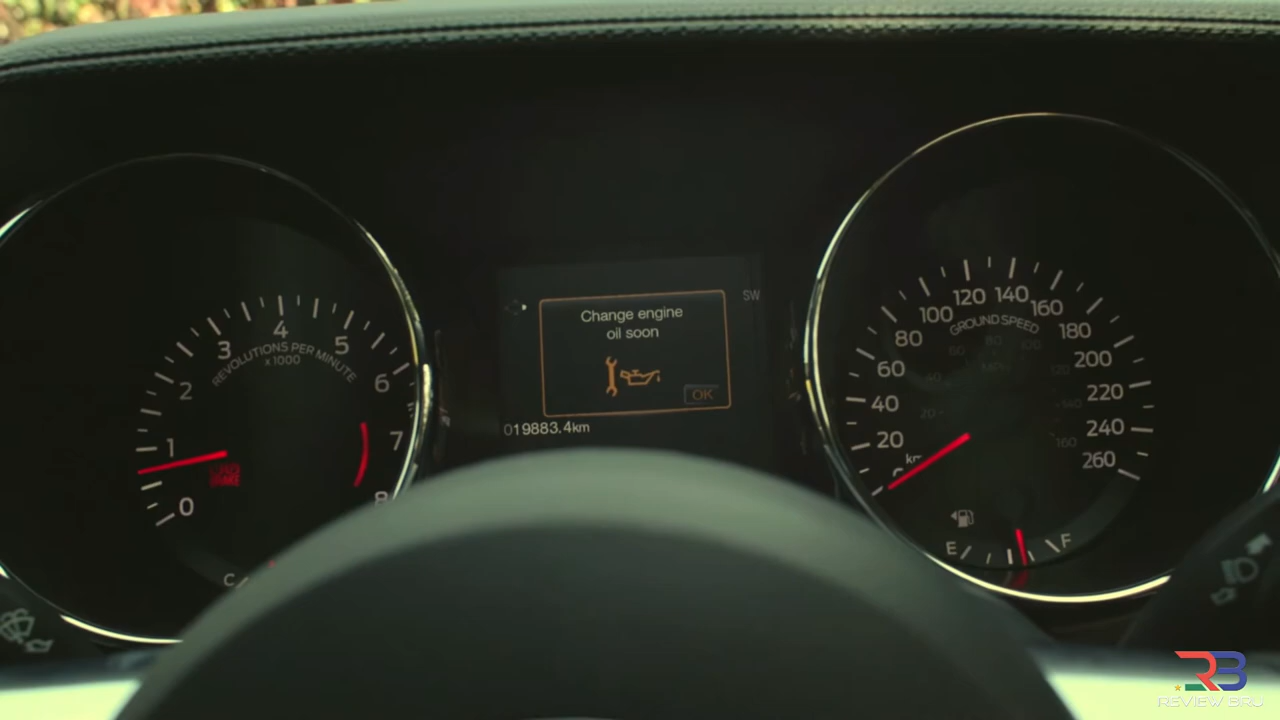 0
1
2
3
4
5
6
7
8
REVOLUTIONS PER MINUTE
x1000
BRAKE
C
SW
Change engine
oil soon
OK
019883.4km
20
40
60
80
100
120
140
160
180
200
220
240
260
GROUND SPEED
E
F
RB
REVIEW BRU